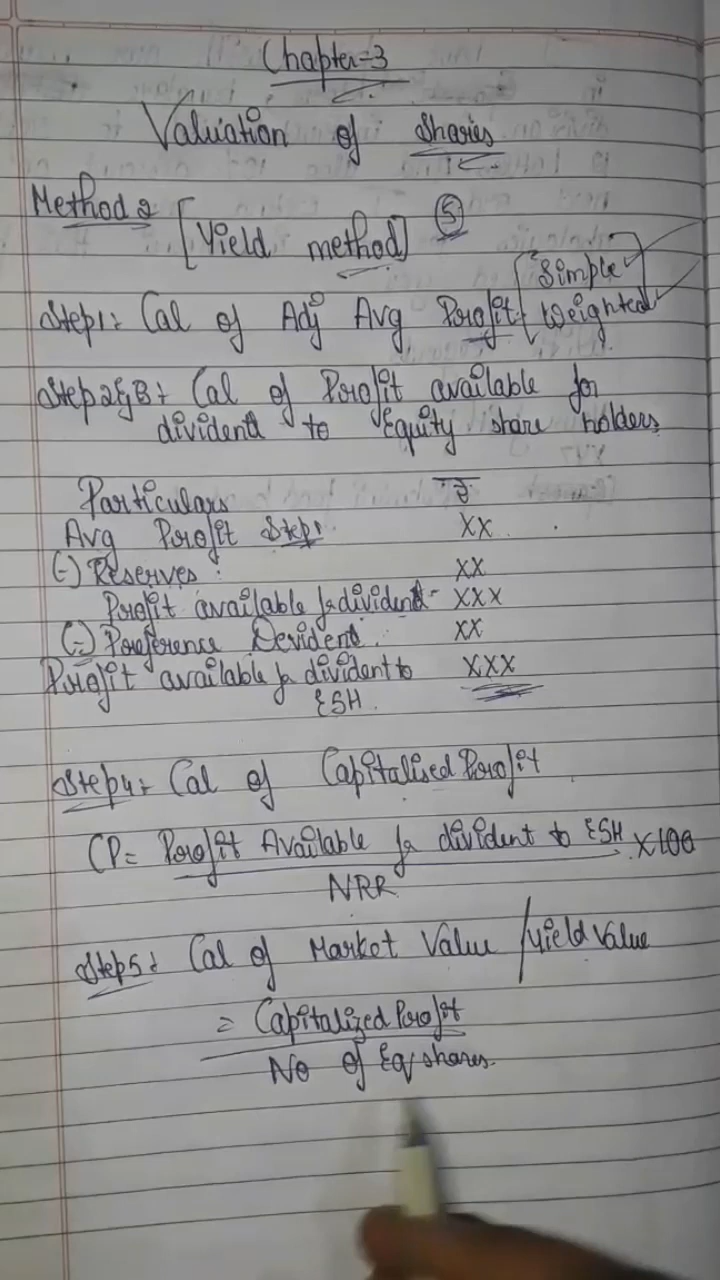 Chapter-3
Valuation of Sharies
Method 2 [Yield method] 5
Step1: Cal of Adj Avg Profit [Simple
Weighted]
Step 2&3: Cal of Profit available for
dividend to Equity share holders
Particulars ₹
Avg Profit Step1 XX
(-) Reserves XX
Profit available for divident XXX
(-) Preference Devident XX
Profit available for divident to XXX
ESH.
Step4: Cal of Capitalised Profit
CP = Profit Available for divident to ESH X100
NRR
Step5: Cal of Market Value / Yield Value
= Capitalized Profit
No of Eq shares.